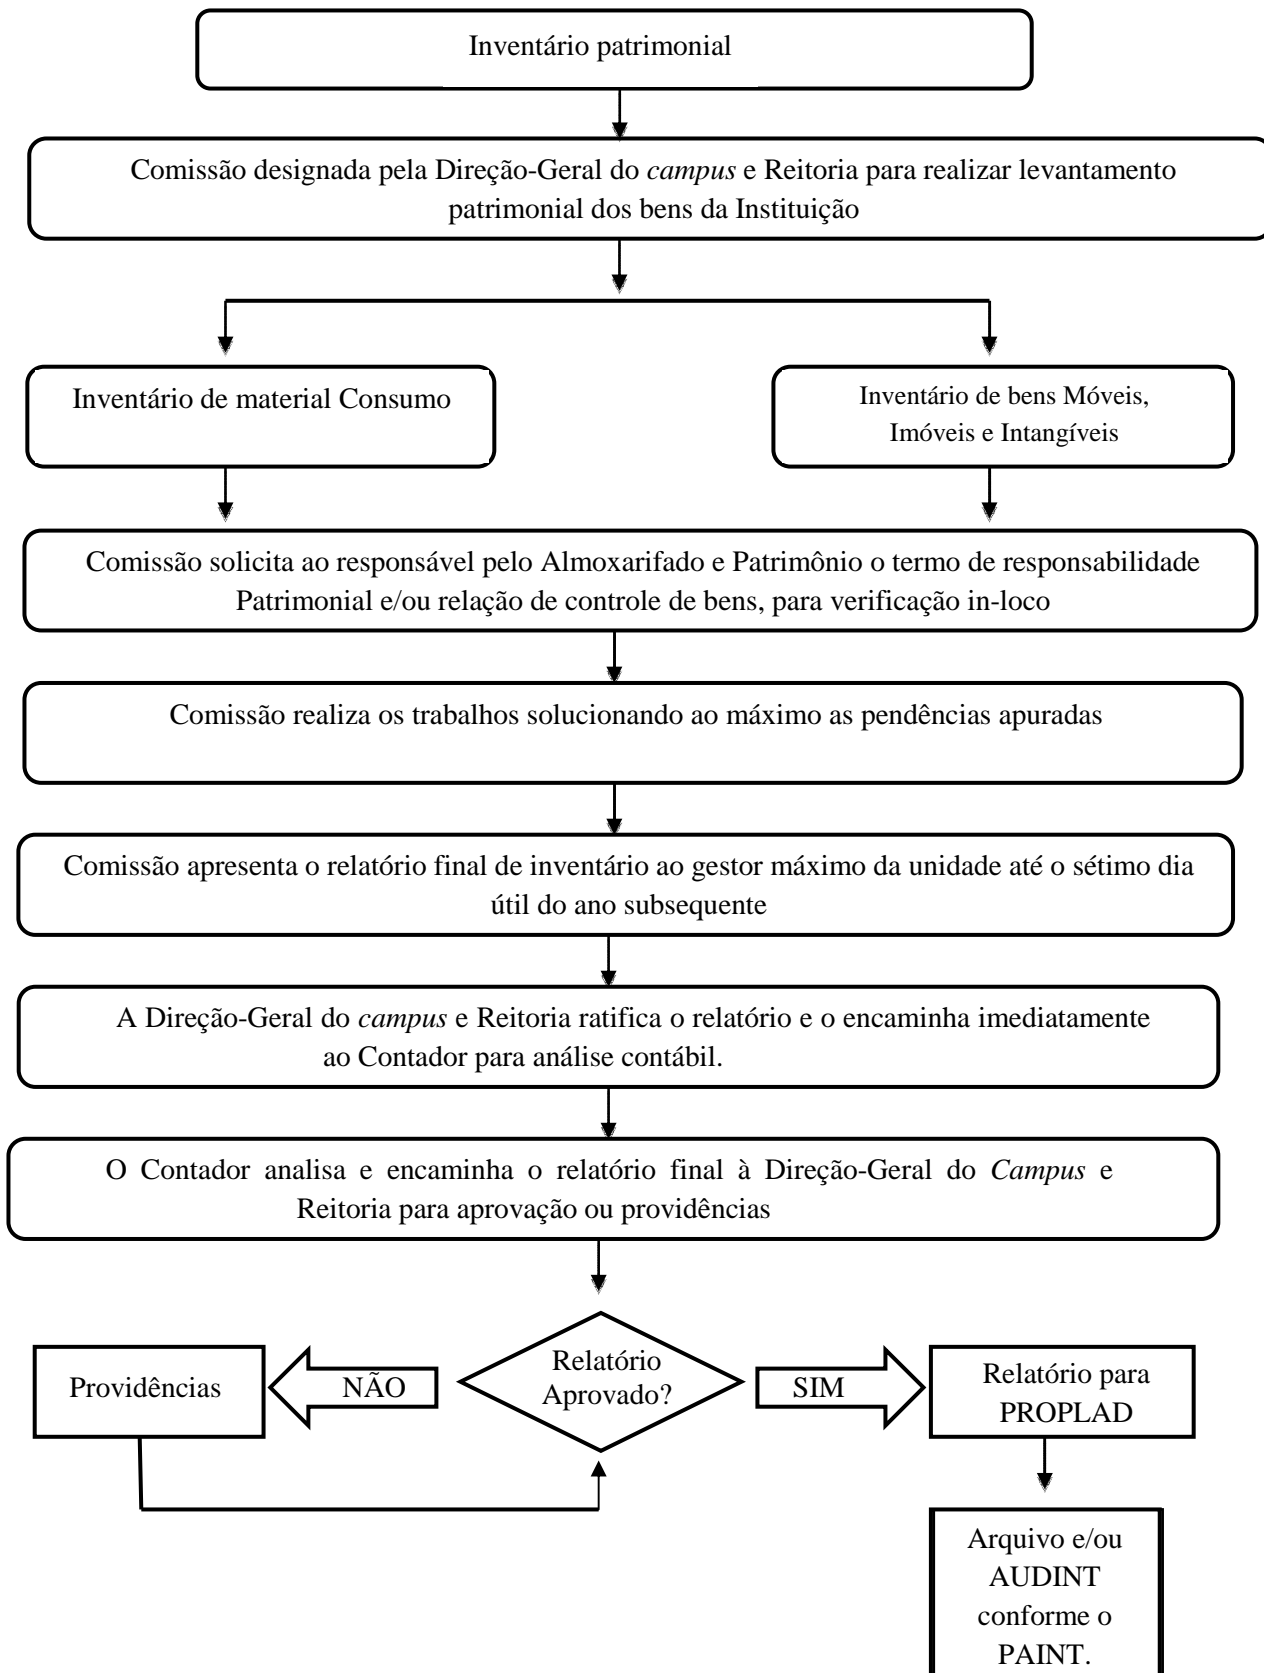 Inventário patrimonial
Comissão designada pela Direção-Geral do campus e Reitoria para realizar levantamento
patrimonial dos bens da Instituição
Inventário de material Consumo
Inventário de bens Móveis,
Imóveis e Intangíveis
Comissão solicita ao responsável pelo Almoxarifado e Patrimônio o termo de responsabilidade
Patrimonial e/ou relação de controle de bens, para verificação in-loco
Comissão realiza os trabalhos solucionando ao máximo as pendências apuradas
Comissão apresenta o relatório final de inventário ao gestor máximo da unidade até o sétimo dia
útil do ano subsequente
A Direção-Geral do campus e Reitoria ratifica o relatório e o encaminha imediatamente
ao Contador para análise contábil.
O Contador analisa e encaminha o relatório final à Direção-Geral do Campus e
Reitoria para aprovação ou providências
Providências
NÃO
Relatório
Aprovado?
SIM
Relatório para
PROPLAD
Arquivo e/ou
AUDINT
conforme o
PAINT.